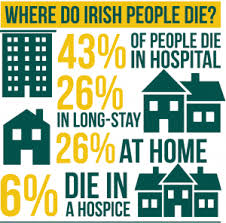 WHERE DO IRISH PEOPLE DIE?
43% OF PEOPLE DIE
IN HOSPITAL
26%
IN LONG-STAY
26% AT HOME
6% DIE IN
A HOSPICE